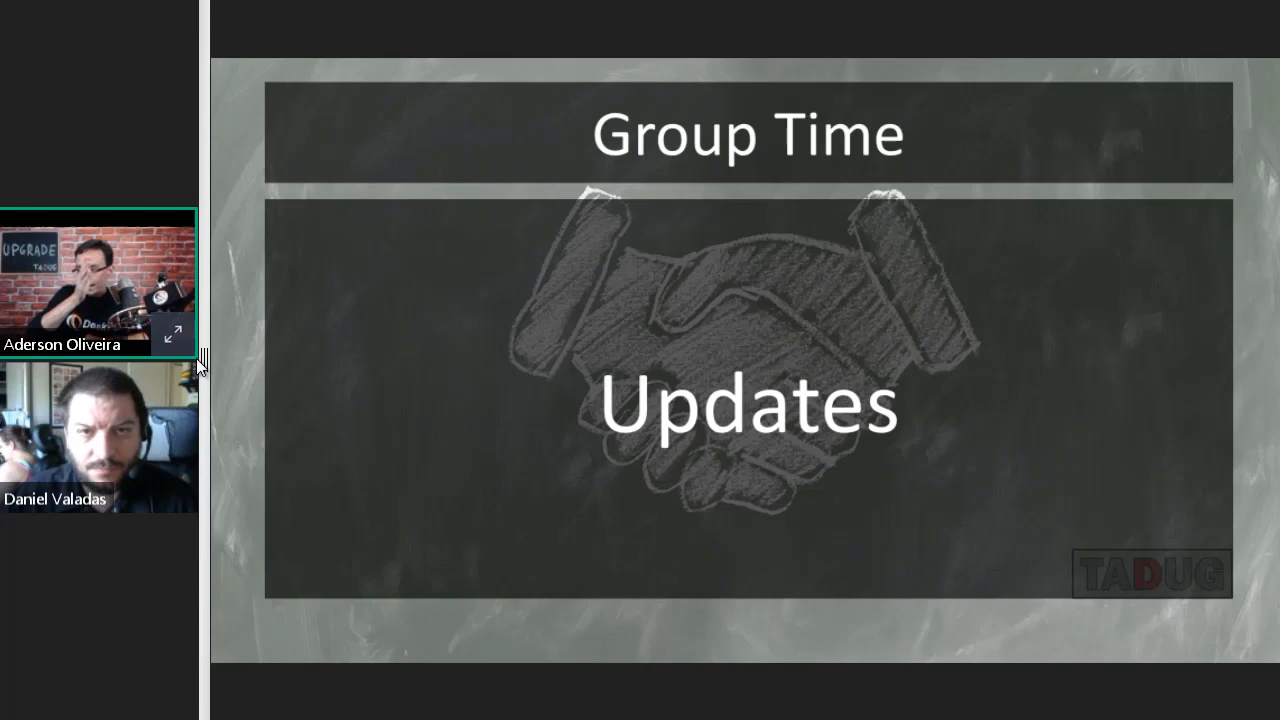 Group Time
Updates
TADUG
UPGRADE
TADUG
Aderson Oliveira
Daniel Valadas